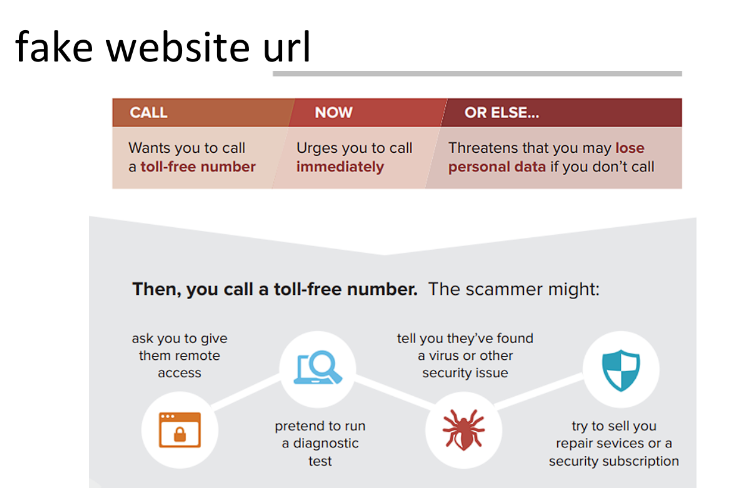 fake website url
CALL
NOW
OR ELSE...
Wants you to call
a toll-free number
Urges you to call
immediately
Threatens that you may lose
personal data if you don't call
Then, you call a toll-free number. The scammer might:
ask you to give
them remote
access
pretend to run
a diagnostic
test
tell you they've found
a virus or other
security issue
try to sell you
repair sevices or a
security subscription